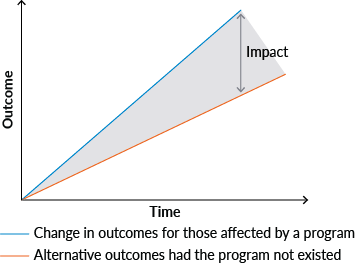 Impact
Outcome
Time
Change in outcomes for those affected by a program
Alternative outcomes had the program not existed